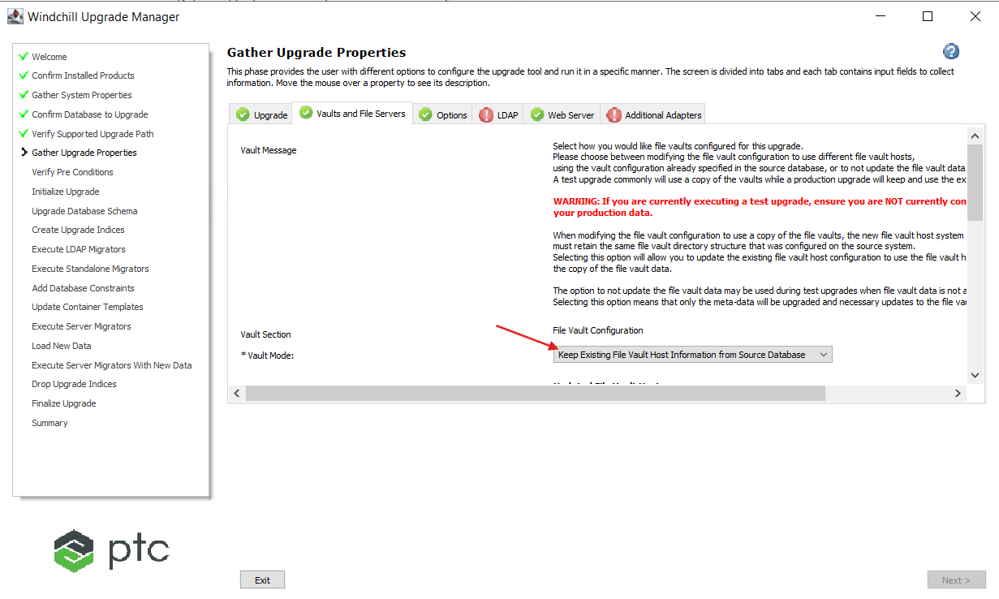 Windchill Upgrade Manager
Welcome
Confirm Installed Products
Gather System Properties
Confirm Database to Upgrade
Verify Supported Upgrade Path
Gather Upgrade Properties
Verify Pre Conditions
Initialize Upgrade
Upgrade Database Schema
Create Upgrade Indices
Execute LDAP Migrators
Execute Standalone Migrators
Add Database Constraints
Update Container Templates
Execute Server Migrators
Load New Data
Execute Server Migrators With New Data
Drop Upgrade Indices
Finalize Upgrade
Summary
ptc
Gather Upgrade Properties
?
This phase provides the user with different options to configure the upgrade tool and run it in a specific manner. The screen is divided into tabs and each tab contains input fields to collect
information. Move the mouse over a property to see its description.
Upgrade Vaults and File Servers Options LDAP Web Server Additional Adapters
Vault Message
Select how you would like file vaults configured for this upgrade.
Please choose between modifying the file vault configuration to use different file vault hosts,
using the vault configuration already specified in the source database, or to not update the file vault data
A test upgrade commonly will use a copy of the vaults while a production upgrade will keep and use the
WARNING: If you are currently executing a test upgrade, ensure you are NOT currently con
your production data.
When modifying the file vault configuration to use a copy of the file vaults, the new file vault host system
must retain the same file vault directory structure that was configured on the source system.
Selecting this option will allow you to update the existing file vault host configuration to use the file vault
the copy of the file vault data.
The option to not update the file vault data may be used during test upgrades when file vault data is not a
Selecting this option means that only the meta-data will be upgraded and necessary updates to the file
Vault Section
File Vault Configuration
* Vault Mode:
Keep Existing File Vault Host Information from Source Database
Exit
Next >